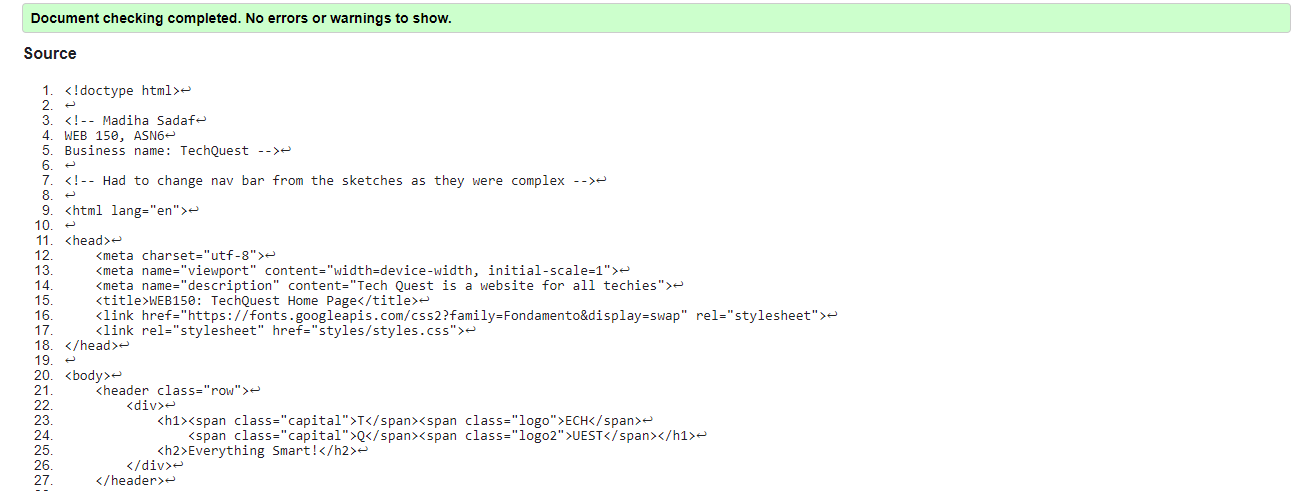 Document checking completed. No errors or warnings to show.
Source
1. <!doctype html>↩
2. ↩
3. <!-- Madiha Sadaf↩
4. WEB 150, ASN6↩
5. Business name: TechQuest -->↩
6. ↩
7. <!-- Had to change nav bar from the sketches as they were complex -->↩
8. ↩
9. <html lang="en">↩
10. ↩
11. <head>↩
12.     <meta charset="utf-8">↩
13.     <meta name="viewport" content="width=device-width, initial-scale=1">↩
14.     <meta name="description" content="Tech Quest is a website for all techies">↩
15.     <title>WEB150: TechQuest Home Page</title>↩
16.     <link href="https://fonts.googleapis.com/css2?family=Fondamento&display=swap" rel="stylesheet">↩
17.     <link rel="stylesheet" href="styles/styles.css">↩
18. </head>↩
19. ↩
20. <body>↩
21.     <header class="row">↩
22.         <div>↩
23.             <h1><span class="capital">T</span><span class="logo">ECH</span>↩
24.                 <span class="capital">Q</span><span class="logo2">UEST</span></h1>↩
25.             <h2>Everything Smart!</h2>↩
26.         </div>↩
27.     </header>↩